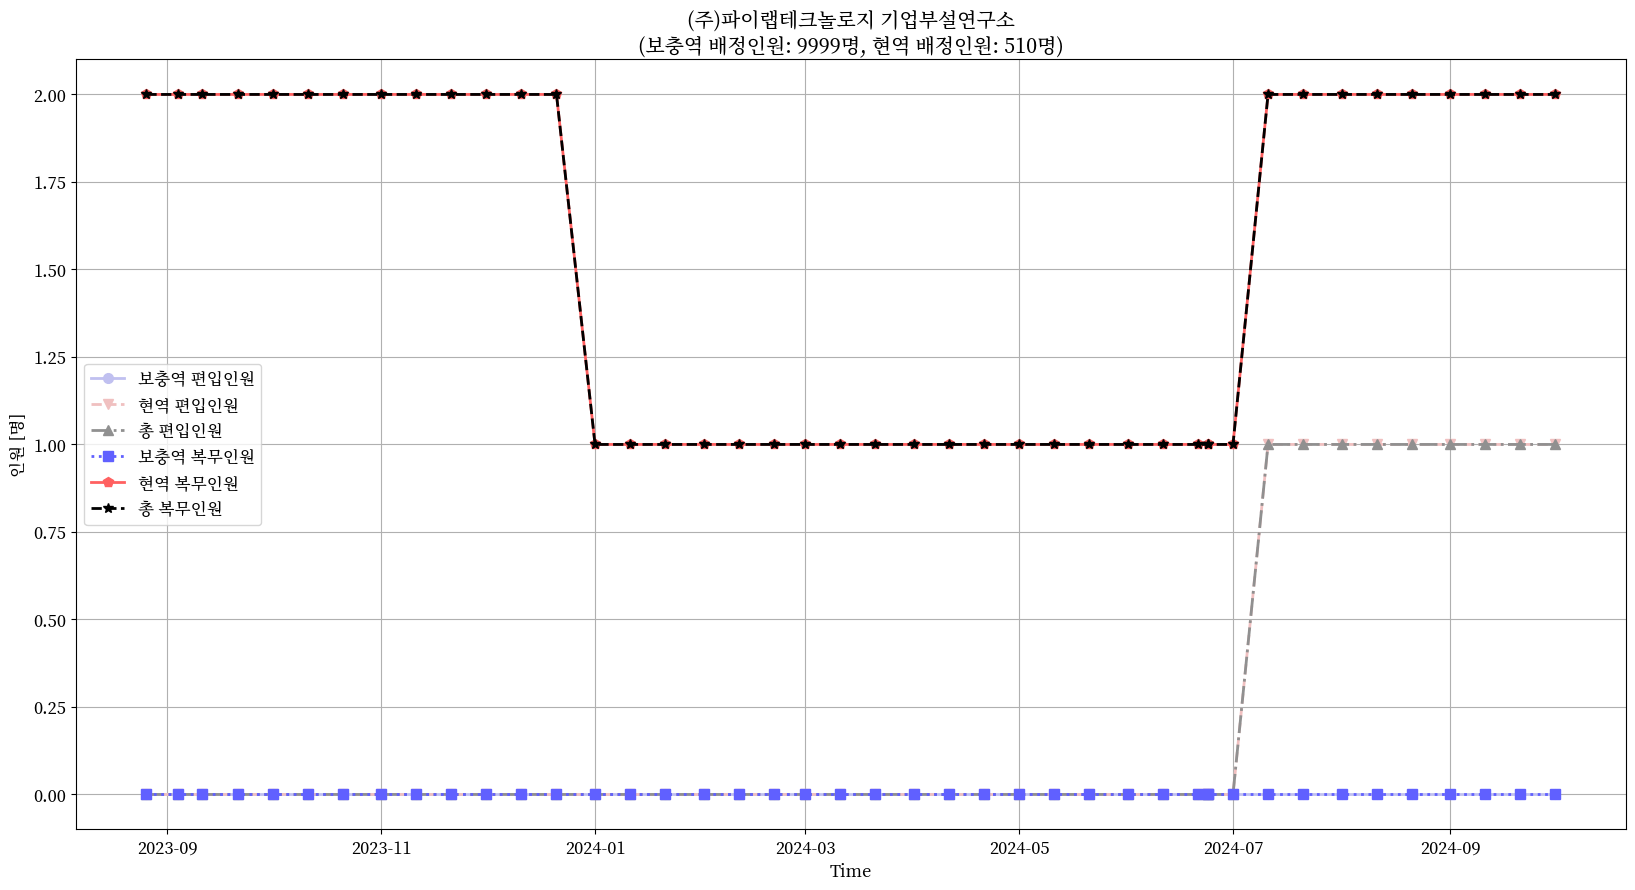 (주)파이랩테크놀로지 기업부설연구소
(보충역 배정인원: 9999명, 현역 배정인원: 510명)
인원 [명]
2.00
1.75
1.50
1.25
1.00
0.75
0.50
0.25
0.00
보충역 편입인원
현역 편입인원
총 편입인원
보충역 복무인원
현역 복무인원
총 복무인원
2023-09
2023-11
2024-01
2024-03
2024-05
2024-07
2024-09
Time